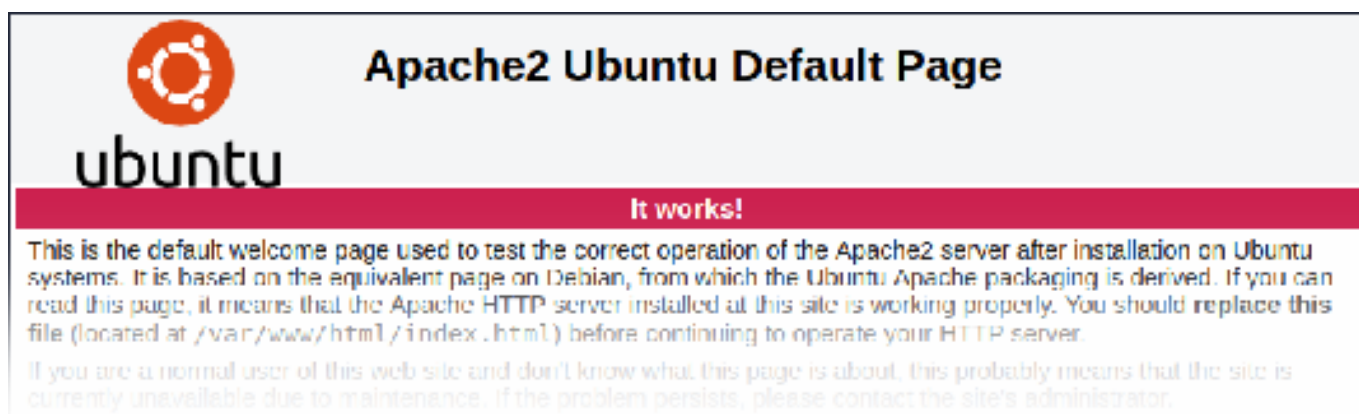 Apache2 Ubuntu Default Page
ubuntu
It works!
This is the default welcome page used to test the correct operation of the Apache2 server after installation on Ubuntu
systems. It is based on the equivalent page on Debian, from which the Ubuntu Apache packaging is derived. If you can
read this page, it means that the Apache HTTP server installed at this site is working properly. You should replace this
file (located at /var/www/html/index.html) before continuing to operate your HTTP server.
If you are a normal user of this web site and don't know what this page is about, this probably means that the site is
currently unavailable due to maintenance. If the problem persists, please contact the site's administrator.